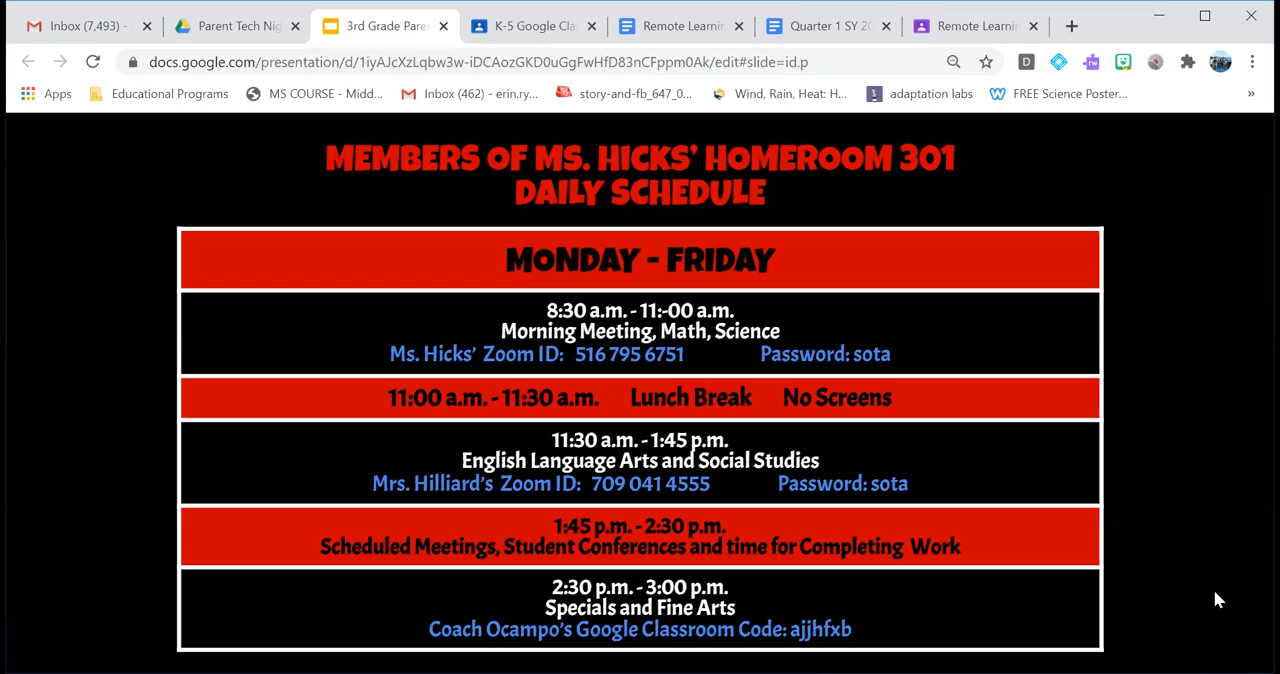 Inbox (7,493) -
Parent Tech Nig
3rd Grade Pare
K-5 Google Cla
Remote Learnin
Quarter 1 SY 20
Remote Learnin
docs.google.com/presentation/d/1iyAJcXzLqbw3w-iDCAozGKD0uGgFwHfD83nCFppm0Ak/edit#slide=id.p
Apps
Educational Programs
MS COURSE - Midd...
Inbox (462) - erin.ry...
story-and-fb_647_0...
Wind, Rain, Heat: H...
adaptation labs
FREE Science Poster...
»
MEMBERS OF MS. HICKS' HOMEROOM 301
DAILY SCHEDULE
MONDAY - FRIDAY
8:30 a.m. - 11:-00 a.m.
Morning Meeting, Math, Science
Ms. Hicks' Zoom ID: 516 795 6751 Password: sota
11:00 a.m. - 11:30 a.m. Lunch Break No Screens
11:30 a.m. - 1:45 p.m.
English Language Arts and Social Studies
Mrs. Hilliard's Zoom ID: 709 041 4555 Password: sota
1:45 p.m. - 2:30 p.m.
Scheduled Meetings, Student Conferences and time for Completing Work
2:30 p.m. - 3:00 p.m.
Specials and Fine Arts
Coach Ocampo's Google Classroom Code: ajjhfxb